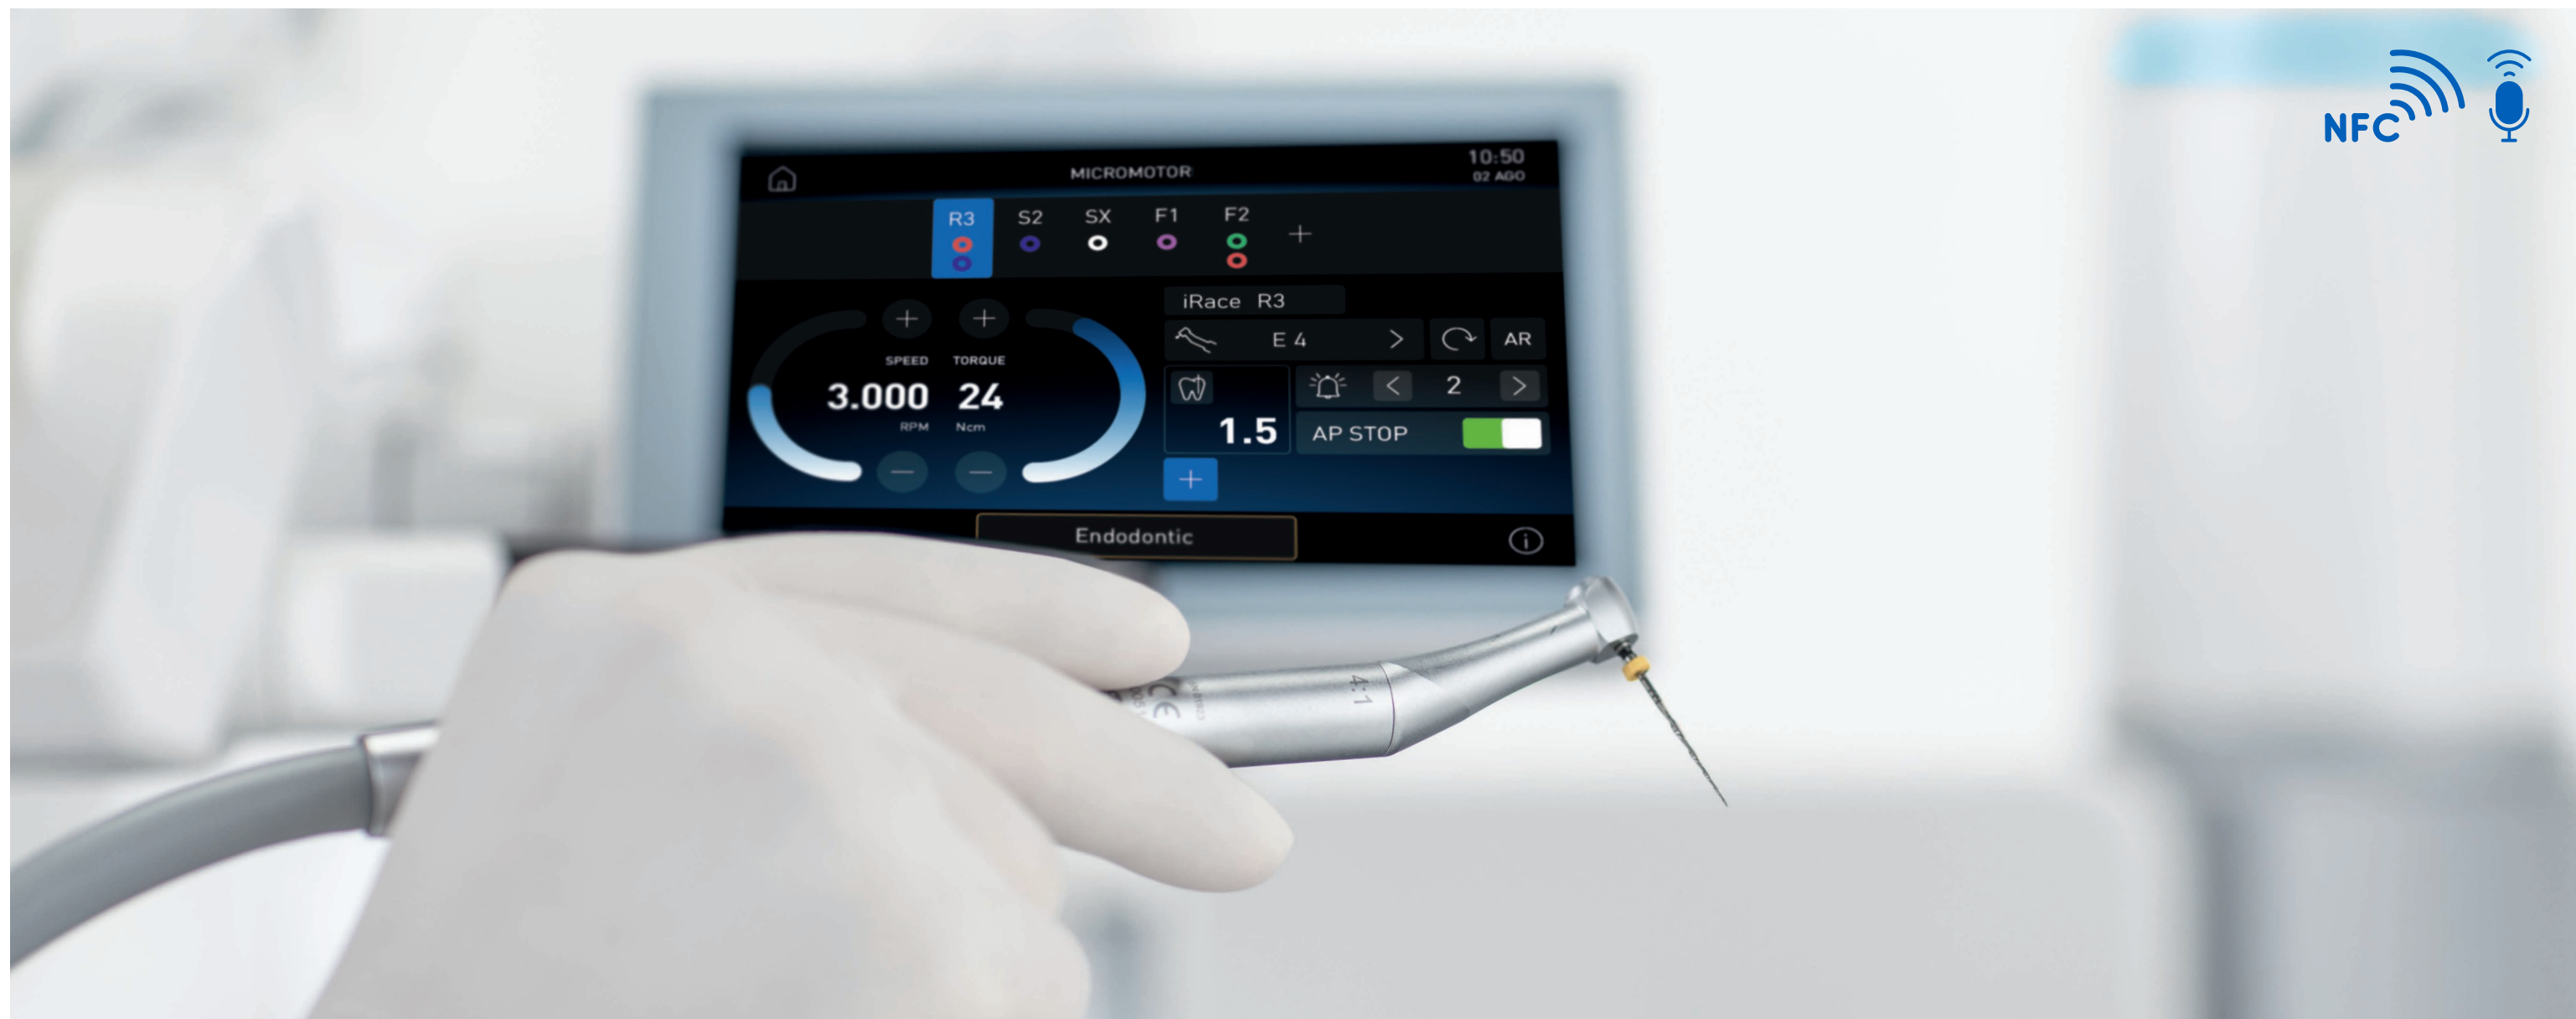 NFC
MICROMOTOR
10:50
02 AGO
R3 S2 SX F1 F2
iRace R3
E 4
AR
SPEED TORQUE
3.000 24
RPM Ncm
2
1.5
AP STOP
Endodontic
4:1
CE